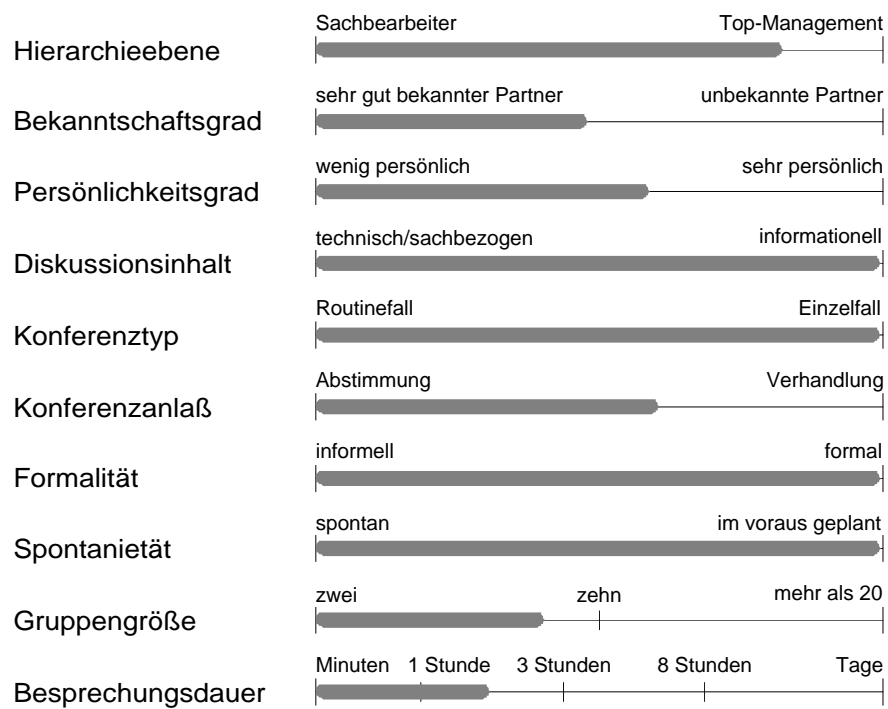 Sachbearbeiter Top-Management
Hierarchieebene
sehr gut bekannter Partner unbekannte Partner
Bekanntschaftsgrad
wenig persönlich sehr persönlich
Persönlichkeitsgrad
technisch/sachbezogen informationell
Diskussionsinhalt
Routinefall Einzelfall
Konferenztyp
Abstimmung Verhandlung
Konferenzanlaß
informell formal
Formalität
spontan im voraus geplant
Spontanietät
zwei zehn mehr als 20
Gruppengröße
Minuten 1 Stunde 3 Stunden 8 Stunden Tage
Besprechungsdauer